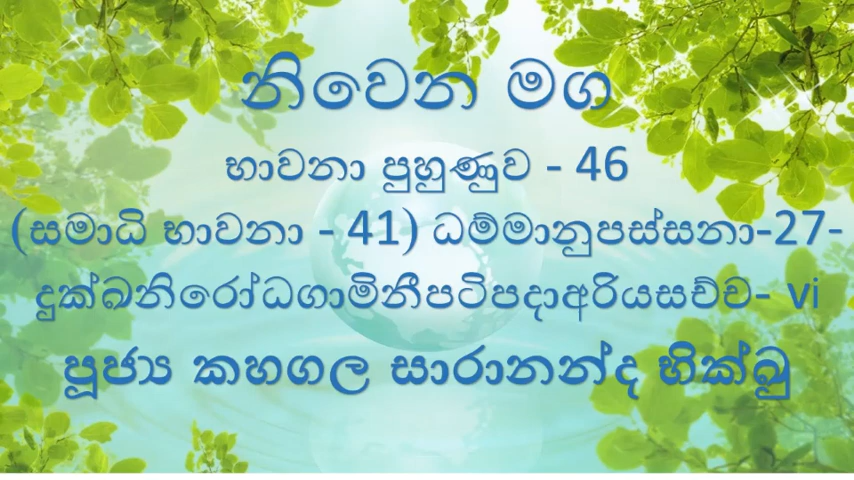 නිවෙන මග
භාවනා පුහුණුව - 46
(සමාධි භාවනා - 41) ධම්මානුපස්සනා-27-
දුක්ඛනිරෝධගාමිනීපටිපදාඅරියසච්ච- vi
පූජ්‍ය කහගල සාරානන්ද භික්ඛු